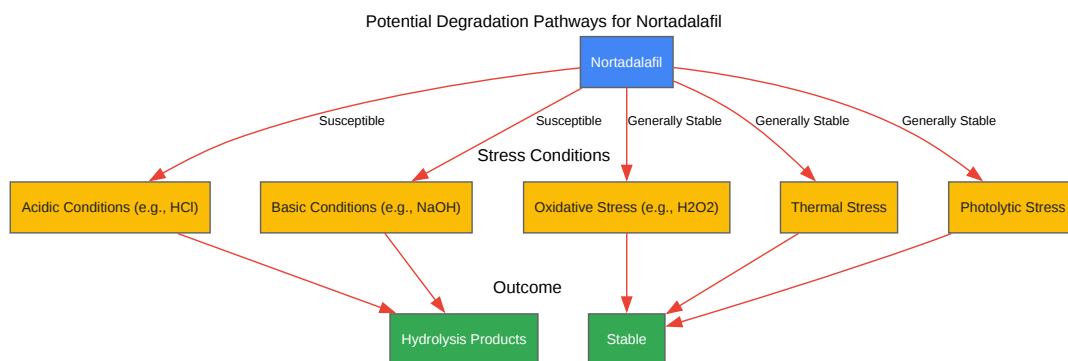 Potential Degradation Pathways for Nortadalafil
Nortadalafil
Susceptible
Susceptible
Generally Stable
Generally Stable
Generally Stable
Stress Conditions
Acidic Conditions (e.g., HCl)
Basic Conditions (e.g., NaOH)
Oxidative Stress (e.g., H2O2)
Thermal Stress
Photolytic Stress
Outcome
Hydrolysis Products
Stable